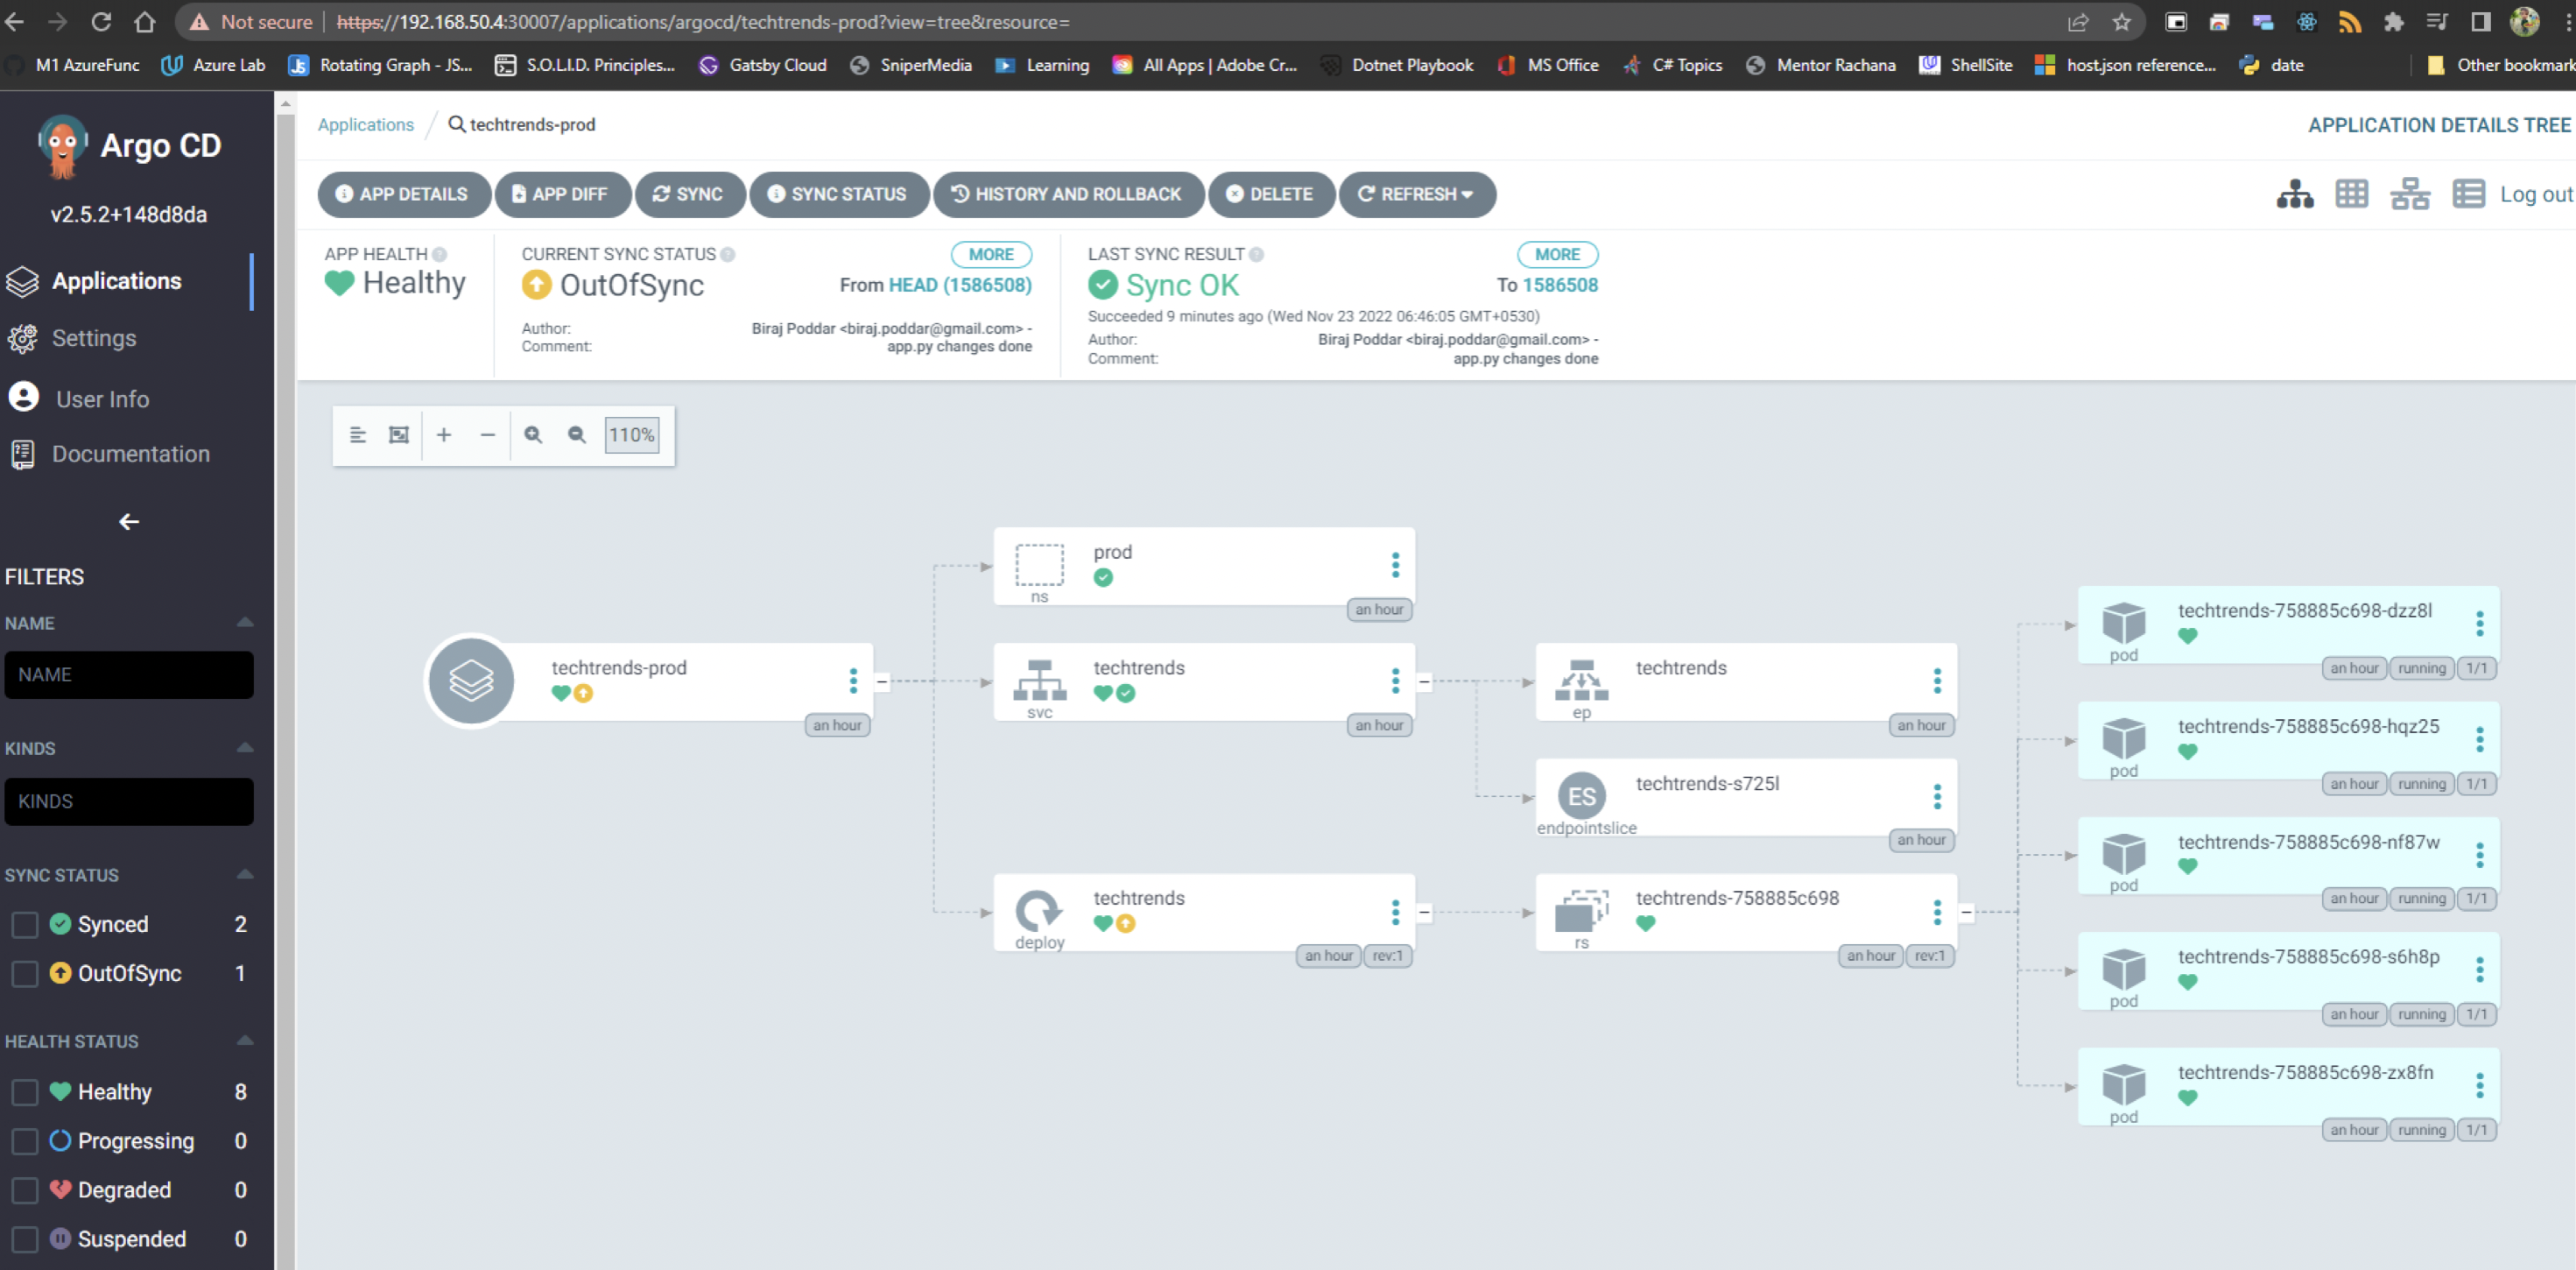 Not secure | https://192.168.50.4:30007/applications/argocd/techtrends-prod?view=tree&resource=
M1 AzureFunc Azure Lab Rotating Graph - JS... S.O.L.I.D. Principles... Gatsby Cloud SniperMedia Learning All Apps | Adobe Cr... Dotnet Playbook MS Office C# Topics Mentor Rachana ShellSite host.json reference... date Other bookmark
Argo CD
v2.5.2+148d8da
Applications
Settings
User Info
Documentation
FILTERS
NAME
NAME
KINDS
KINDS
SYNC STATUS
Synced 2
OutOfSync 1
HEALTH STATUS
Healthy 8
Progressing 0
Degraded 0
Suspended 0
Applications / techtrends-prod
APPLICATION DETAILS TREE
APP DETAILS APP DIFF SYNC SYNC STATUS HISTORY AND ROLLBACK DELETE REFRESH
Log out
APP HEALTH
Healthy
CURRENT SYNC STATUS MORE
OutOfSync From HEAD (1586508)
Author: Biraj Poddar <biraj.poddar@gmail.com> -
Comment: app.py changes done
LAST SYNC RESULT MORE
Sync OK To 1586508
Succeeded 9 minutes ago (Wed Nov 23 2022 06:46:05 GMT+0530)
Author: Biraj Poddar <biraj.poddar@gmail.com> -
Comment: app.py changes done
110%
techtrends-prod
an hour
prod
ns
an hour
techtrends
svc
an hour
techtrends
deploy
an hour rev:1
techtrends
ep
an hour
ES
techtrends-s725l
endpointslice
an hour
techtrends-758885c698
rs
an hour rev:1
techtrends-758885c698-dzz8l
pod
an hour running 1/1
techtrends-758885c698-hqz25
pod
an hour running 1/1
techtrends-758885c698-nf87w
pod
an hour running 1/1
techtrends-758885c698-s6h8p
pod
an hour running 1/1
techtrends-758885c698-zx8fn
pod
an hour running 1/1